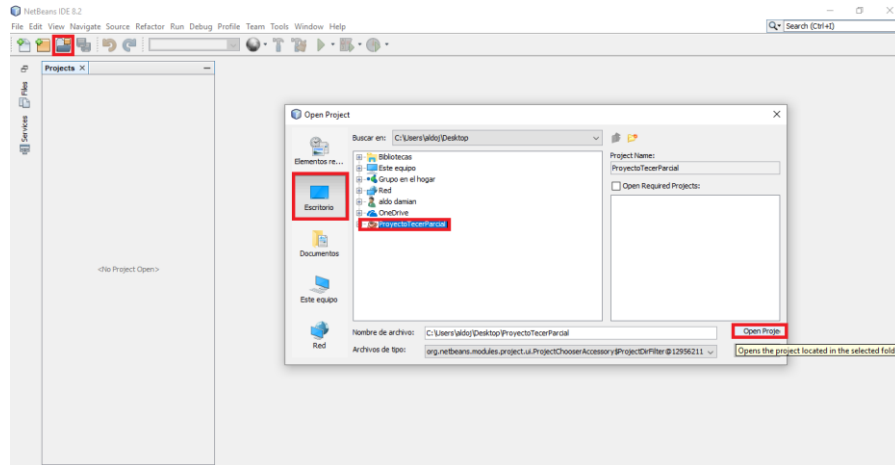 NetBeans IDE 8.2
File Edit View Navigate Source Refactor Run Debug Profile Team Tools Window Help
Search (Ctrl+I)
Files
Services
Projects
<No Project Open>
Open Project
Buscar en:
C:\Users\aldoj\Desktop
Elementos re...
Escritorio
Documentos
Este equipo
Red
Bibliotecas
Este equipo
Grupo en el hogar
Red
aldo damian
OneDrive
ProyectoTecerParcial
Project Name:
ProyectoTecerParcial
Open Required Projects:
Nombre de archivo:
C:\Users\aldoj\Desktop\ProyectoTecerParcial
Open Proje
Archivos de tipo:
org.netbeans.modules.project.ui.ProjectChooserAccessory$ProjectDirFilter@12956211
Opens the project located in the selected fold